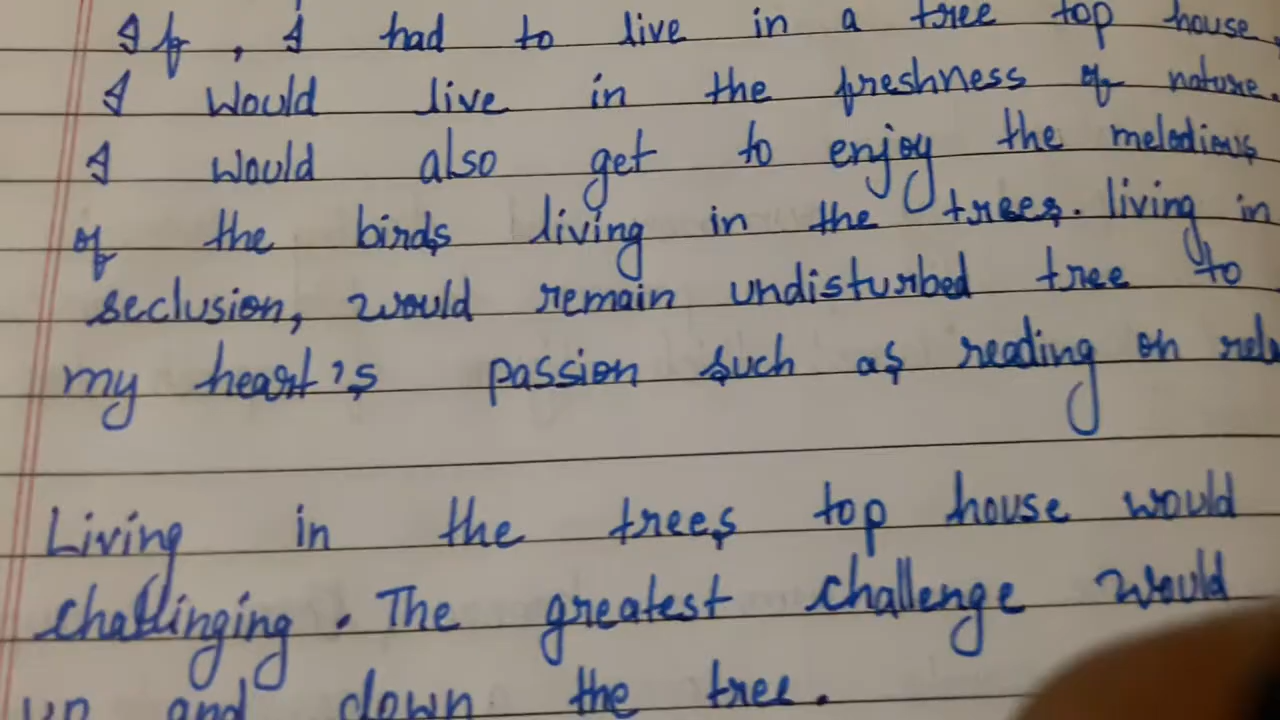 If, I had to live in a tree top house,
I would live in the freshness of nature.
I would also get to enjoy the melodious
of the birds living in the trees. living in
seclusion, would remain undisturbed tree to
my heart's passion such as reading on
Living in the trees top house would
challinging. The greatest challenge would
up and down the tree.